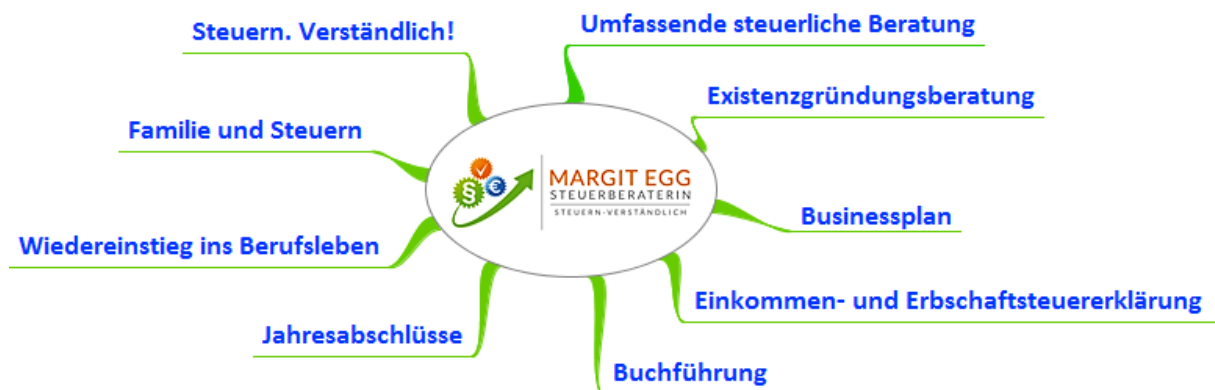 Steuern. Verständlich!
Umfassende steuerliche Beratung
Existenzgründungsberatung
Familie und Steuern
§
€
MARGIT EGG
STEUERBERATERIN
STEUERN-VERSTÄNDLICH
Businessplan
Wiedereinstieg ins Berufsleben
Einkommen- und Erbschaftsteuererklärung
Jahresabschlüsse
Buchführung